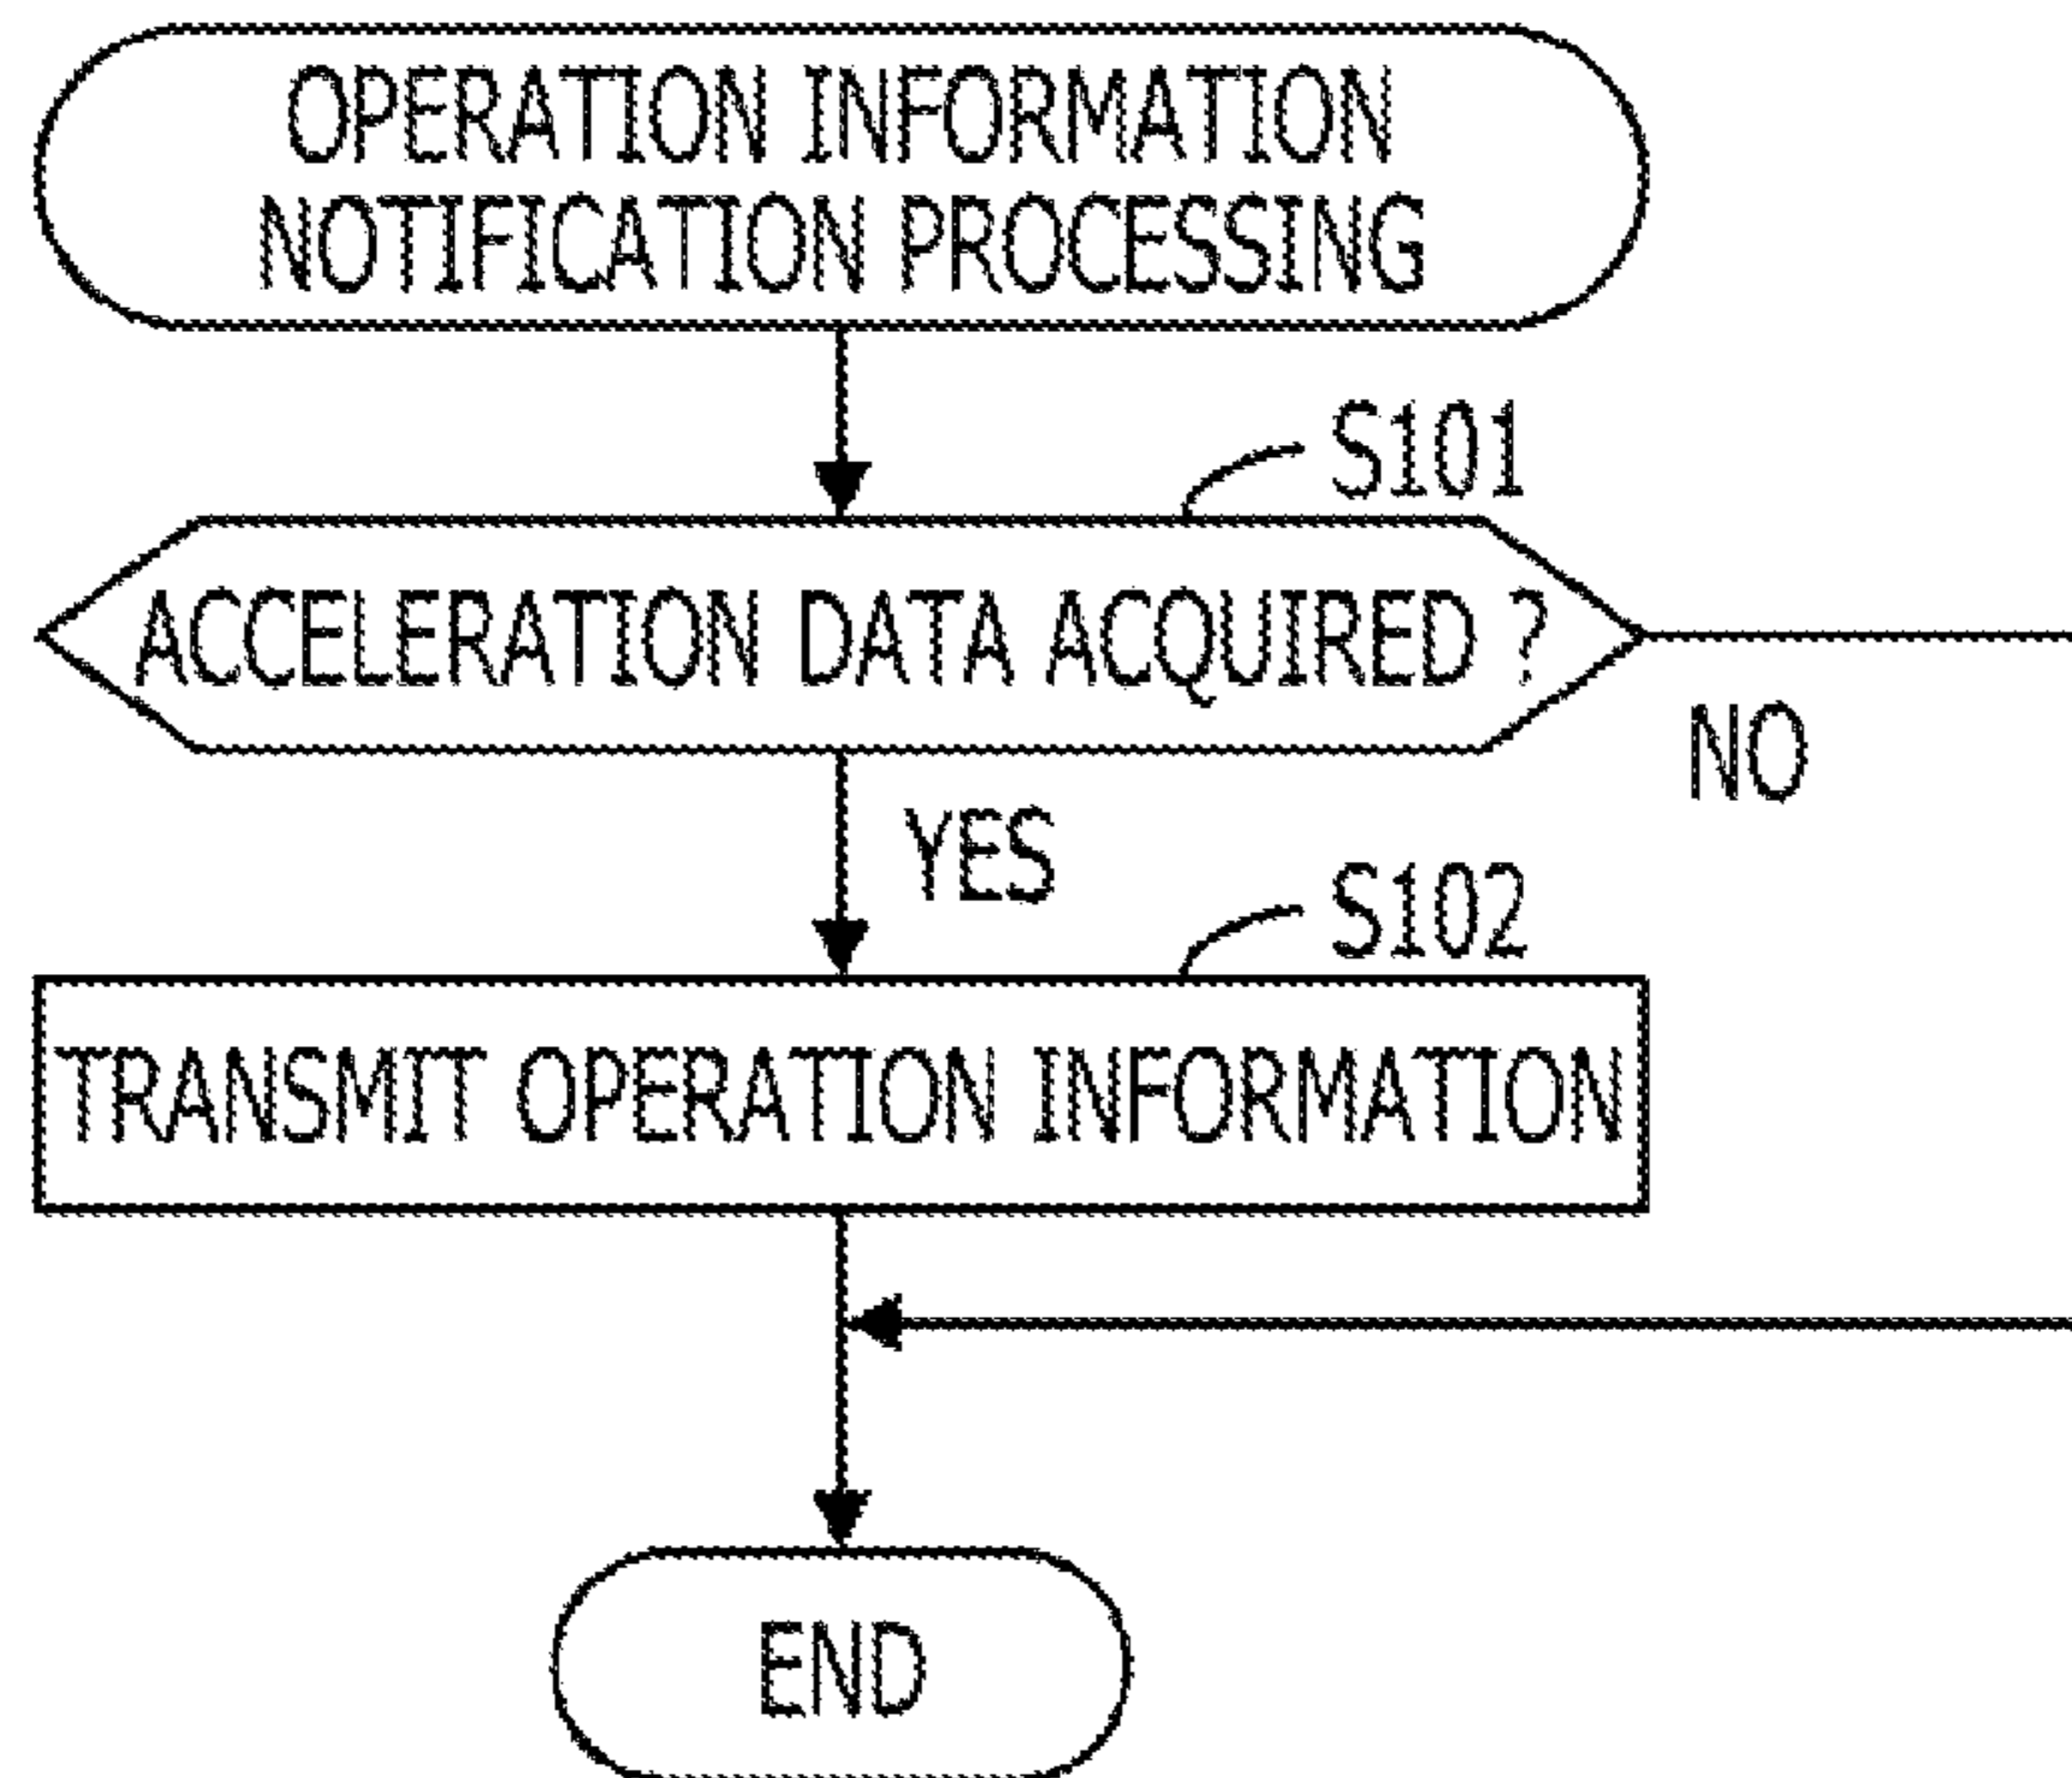 OPERATION INFORMATION
NOTIFICATION PROCESSING
S101
ACCELERATION DATA ACQUIRED ?
NO
YES
S102
TRANSMIT OPERATION INFORMATION
END